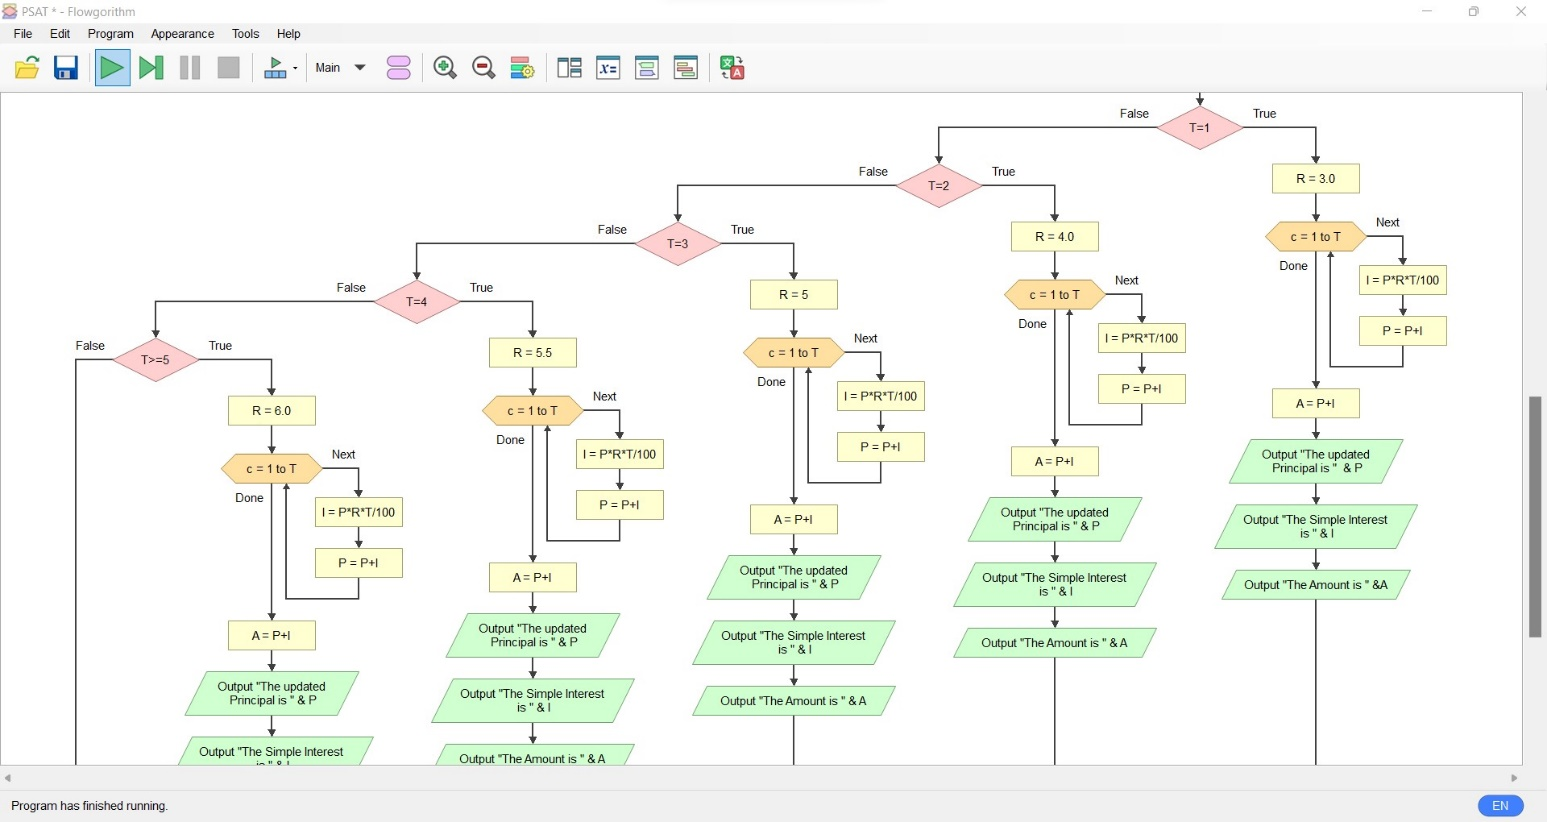 PSAT * - Flowgorithm
File Edit Program Appearance Tools Help
Main
False
T=1
True
False
T=2
True
R = 3.0
False
T=3
True
R = 4.0
c = 1 to T
Next
Done
I = P*R*T/100
P = P+I
False
T=4
True
R = 5
c = 1 to T
Next
Done
I = P*R*T/100
P = P+I
False
T>=5
True
R = 5.5
c = 1 to T
Next
Done
I = P*R*T/100
P = P+I
R = 6.0
c = 1 to T
Next
Done
I = P*R*T/100
P = P+I
c = 1 to T
Next
Done
I = P*R*T/100
P = P+I
A = P+I
Output "The updated
Principal is " & P
Output "The Simple Interest
is " & I
A = P+I
Output "The updated
Principal is " & P
Output "The Simple Interest
is " & I
Output "The Amount is " & A
A = P+I
Output "The updated
Principal is " & P
Output "The Simple Interest
is " & I
Output "The Amount is " & A
A = P+I
Output "The updated
Principal is " & P
Output "The Simple Interest
is " & I
Output "The Amount is " & A
A = P+I
Output "The updated
Principal is "  & P
Output "The Simple Interest
is " & I
Output "The Amount is " &A
Program has finished running.
EN